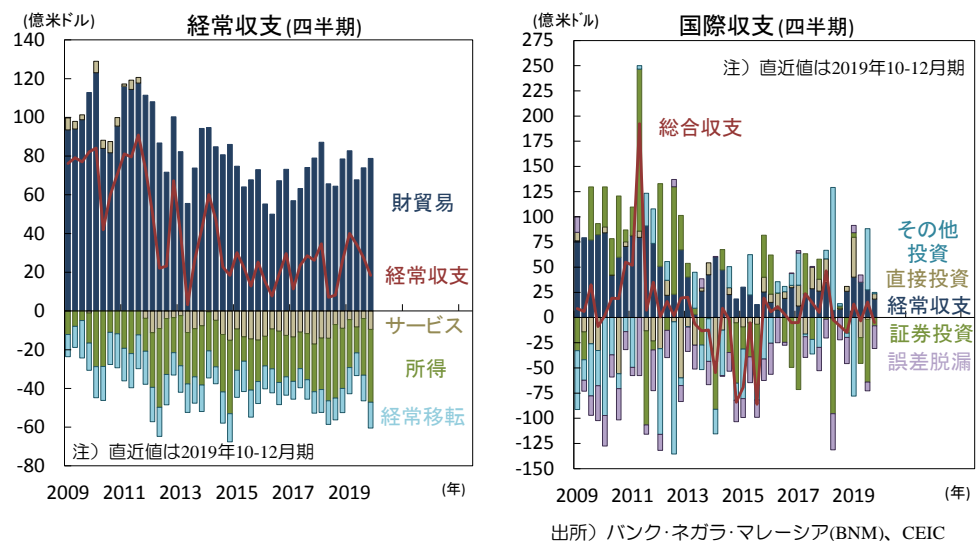 (億米ドル)
経常収支(四半期)
140
120
100
80
60
40
20
0
-20
-40
-60
-80
財貿易
経常収支
サービス
所得
経常移転
注）直近値は2019年10-12月期
2009 2011 2013 2015 2017 2019
(年)
(億米ドル)
国際収支(四半期)
275
250
225
200
175
150
125
100
75
50
25
0
-25
-50
-75
-100
-125
-150
注）直近値は2019年10-12月期
総合収支
その他
投資
直接投資
経常収支
証券投資
誤差脱漏
2009 2011 2013 2015 2017 2019
(年)
出所）バンク・ネガラ・マレーシア(BNM)、CEIC